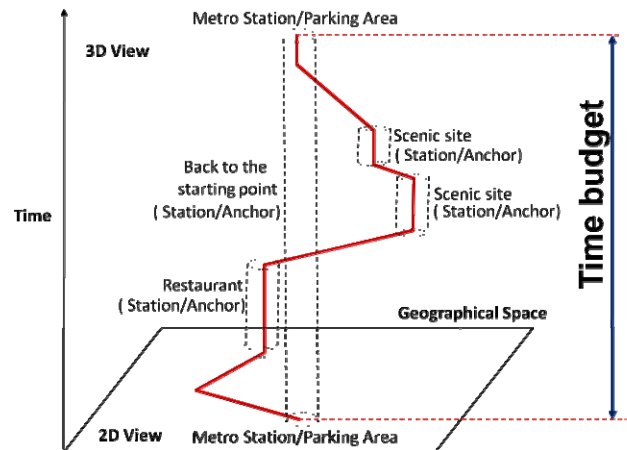 Metro Station/Parking Area
3D View
Scenic site
( Station/Anchor)
Back to the
starting point
( Station/Anchor)
Time
Scenic site
( Station/Anchor)
Time budget
Restaurant
( Station/Anchor)
Geographical Space
2D View
Metro Station/Parking Area